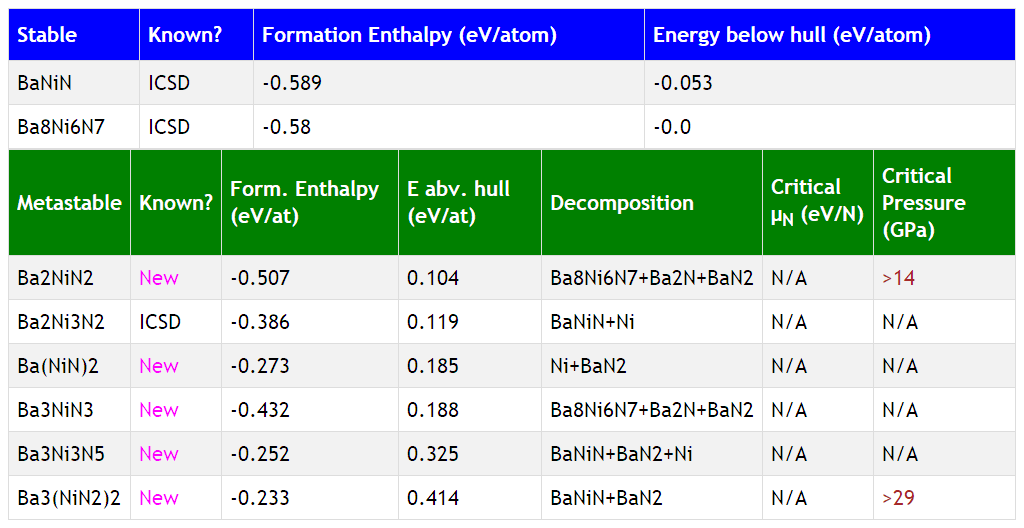 Stable Known? Formation Enthalpy (eV/atom) Energy below hull (eV/atom)
BaNiN ICSD -0.589 -0.053
Ba8Ni6N7 ICSD -0.58 -0.0
Metastable Known? Form. Enthalpy (eV/at) E abv. hull (eV/at) Decomposition Critical μN (eV/N) Critical Pressure (GPa)
Ba2NiN2 New -0.507 0.104 Ba8Ni6N7+Ba2N+BaN2 N/A >14
Ba2Ni3N2 ICSD -0.386 0.119 BaNiN+Ni N/A N/A
Ba(NiN)2 New -0.273 0.185 Ni+BaN2 N/A N/A
Ba3NiN3 New -0.432 0.188 Ba8Ni6N7+Ba2N+BaN2 N/A N/A
Ba3Ni3N5 New -0.252 0.325 BaNiN+BaN2+Ni N/A N/A
Ba3(NiN2)2 New -0.233 0.414 BaNiN+BaN2 N/A >29